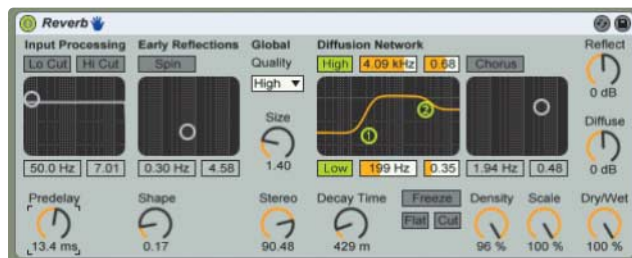 Reverb
Input Processing Early Reflections Global Diffusion Network Reflect
Lo Cut Hi Cut Spin Quality High 4.09 kHz 0.68 Chorus
High
0 dB
Size
Diffuse
1
2
1.40
50.0 Hz 7.01 0.30 Hz 4.58 Low 199 Hz 0.35 1.94 Hz 0.48
0 dB
Predelay Shape Stereo Decay Time Freeze Density Scale Dry/Wet
Flat Cut
13.4 ms 0.17 90.48 429 m 96 % 100 % 100 %